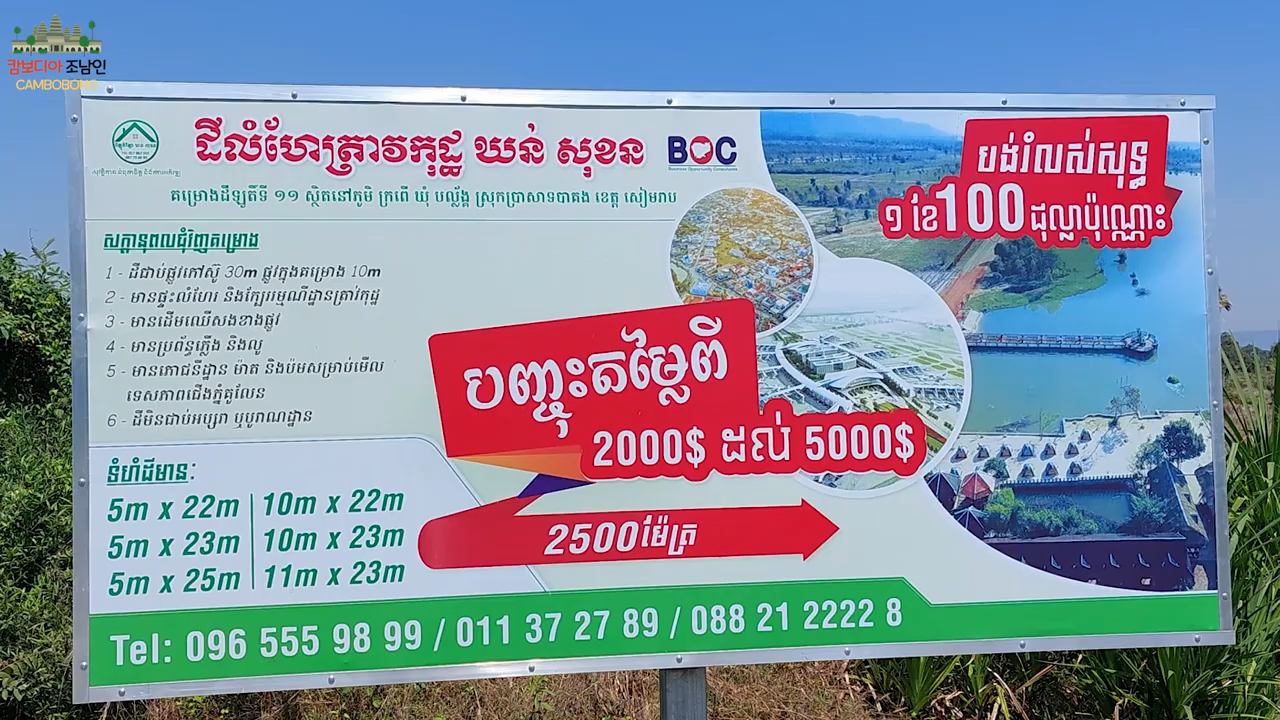 캄보디아 조남인
CAMBOBONG
ដីលំហែត្រាវកុដ្ឋ ឃន់ សុខន
BOC
Business Opportunity Consultants
គម្រោងដីឡូតិ៍ទី ១១ ស្ថិតនៅភូមិ ក្រពើ ឃុំ បល្ល័ង្គ ស្រុកប្រាសាទបាគង ខេត្ត សៀមរាប
បង់រំលស់សុទ្ធ
១ ខែ100 ដុល្លាប៉ុណ្ណោះ
សក្តានុពលជុំវិញគម្រោង
1 - ដីជាប់ផ្លូវកៅស៊ូ 30m ផ្លូវក្នុងគម្រោង 10m
2 - មានផ្ទះលំហែរ និងក្បែររម្មណីដ្ឋានត្រាវកុដ្ឋ
3 - មានដើមឈើសងខាងផ្លូវ
4 - មានប្រព័ន្ធភ្លើង និងលូ
5 - មានភោជនីដ្ឋាន ម៉ាត និងបមសម្រាប់មើល
ទេសភាពជើងភ្នំគូលែន
6 - ដីមិនជាប់អប្សរា ឬបូរាណដ្ឋាន
បញ្ចុះតម្លៃពី
2000$ ដល់ 5000$
ទំហំដីមាន:
5m x 22m 10m x 22m
5m x 23m 10m x 23m
5m x 25m 11m x 23m
2500ម៉ែត្រ
Tel: 096 555 98 99 / 011 37 27 89 / 088 21 2222 8